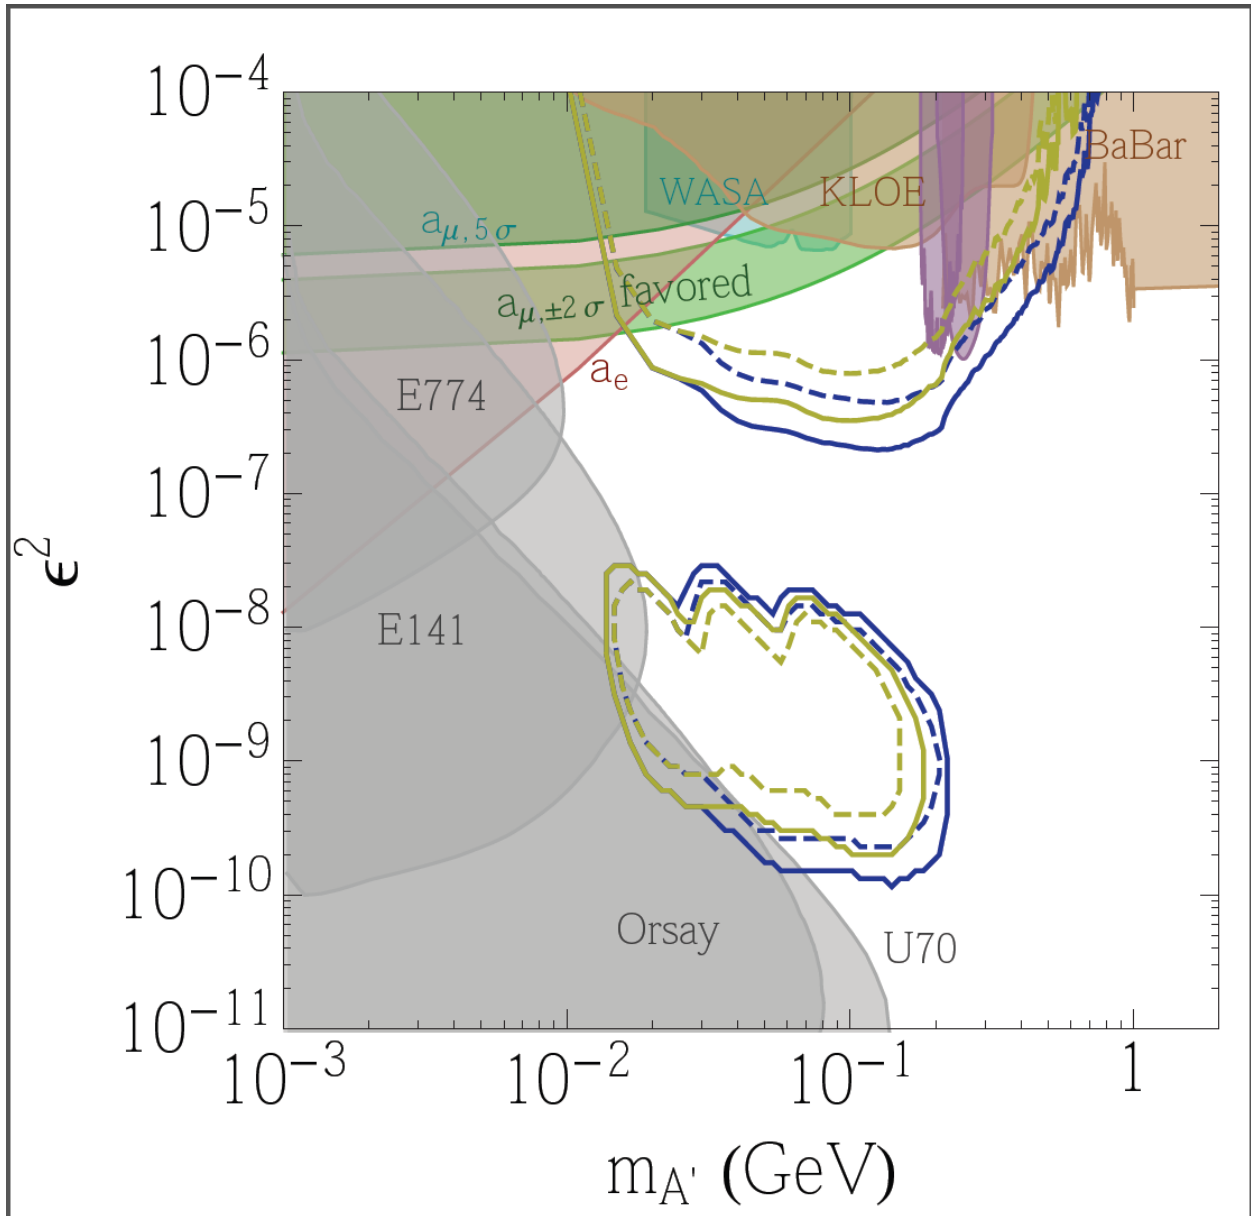 10⁻⁴
10⁻⁵
10⁻⁶
10⁻⁷
10⁻⁸
10⁻⁹
10⁻¹⁰
10⁻¹¹
ϵ²
BaBar
WASA
KLOE
aμ,5σ
aμ,±2σ favored
aₑ
E774
E141
Orsay
U70
10⁻³ 10⁻² 10⁻¹ 1
mA' (GeV)